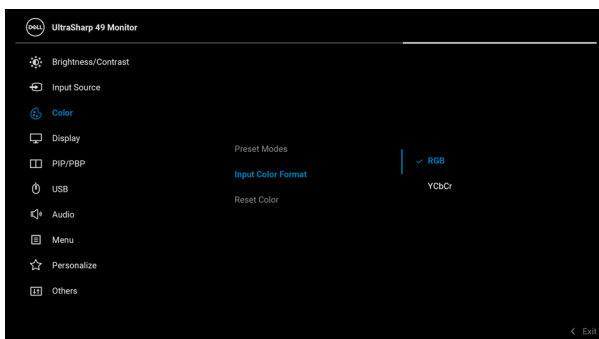 DELL UltraSharp 49 Monitor
Brightness/Contrast
Input Source
Color
Display
PIP/PBP
USB
Audio
Menu
Personalize
Others
Preset Modes
Input Color Format
Reset Color
RGB
YCbCr
Exit